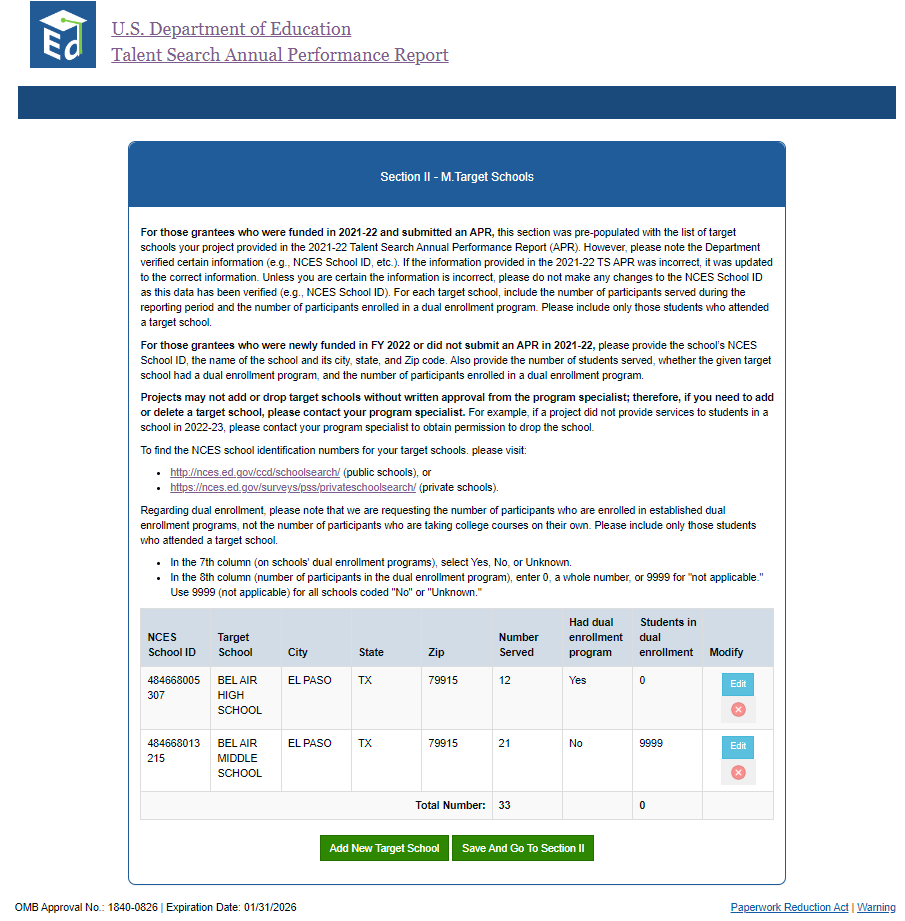 Ed
U.S. Department of Education
Talent Search Annual Performance Report
Section II - M.Target Schools
For those grantees who were funded in 2021-22 and submitted an APR, this section was pre-populated with the list of target
schools your project provided in the 2021-22 Talent Search Annual Performance Report (APR). However, please note the Department
verified certain information (e.g., NCES School ID, etc.). If the information provided in the 2021-22 TS APR was incorrect, it was updated
to the correct information. Unless you are certain the information is incorrect, please do not make any changes to the NCES School ID
as this data has been verified (e.g., NCES School ID). For each target school, include the number of participants served during the
reporting period and the number of participants enrolled in a dual enrollment program. Please include only those students who attended
a target school.
For those grantees who were newly funded in FY 2022 or did not submit an APR in 2021-22, please provide the school's NCES
School ID, the name of the school and its city, state, and Zip code. Also provide the number of students served, whether the given target
school had a dual enrollment program, and the number of participants enrolled in a dual enrollment program.
Projects may not add or drop target schools without written approval from the program specialist; therefore, if you need to add
or delete a target school, please contact your program specialist. For example, if a project did not provide services to students in a
school in 2022-23, please contact your program specialist to obtain permission to drop the school.
To find the NCES school identification numbers for your target schools. please visit:
• http://nces.ed.gov/ccd/schoolsearch/ (public schools), or
• https://nces.ed.gov/surveys/pss/privateschoolsearch/ (private schools).
Regarding dual enrollment, please note that we are requesting the number of participants who are enrolled in established dual
enrollment programs, not the number of participants who are taking college courses on their own. Please include only those students
who attended a target school.
• In the 7th column (on schools' dual enrollment programs), select Yes, No, or Unknown.
• In the 8th column (number of participants in the dual enrollment program), enter 0, a whole number, or 9999 for "not applicable."
Use 9999 (not applicable) for all schools coded "No" or "Unknown."
NCES School ID Target School City State Zip Number Served Had dual enrollment program Students in dual enrollment Modify
484668005307 BEL AIR HIGH SCHOOL EL PASO TX 79915 12 Yes 0 Edit
484668013215 BEL AIR MIDDLE SCHOOL EL PASO TX 79915 21 No 9999 Edit
Total Number: 33 0
Add New Target School Save And Go To Section II
OMB Approval No.: 1840-0826 | Expiration Date: 01/31/2026 Paperwork Reduction Act | Warning